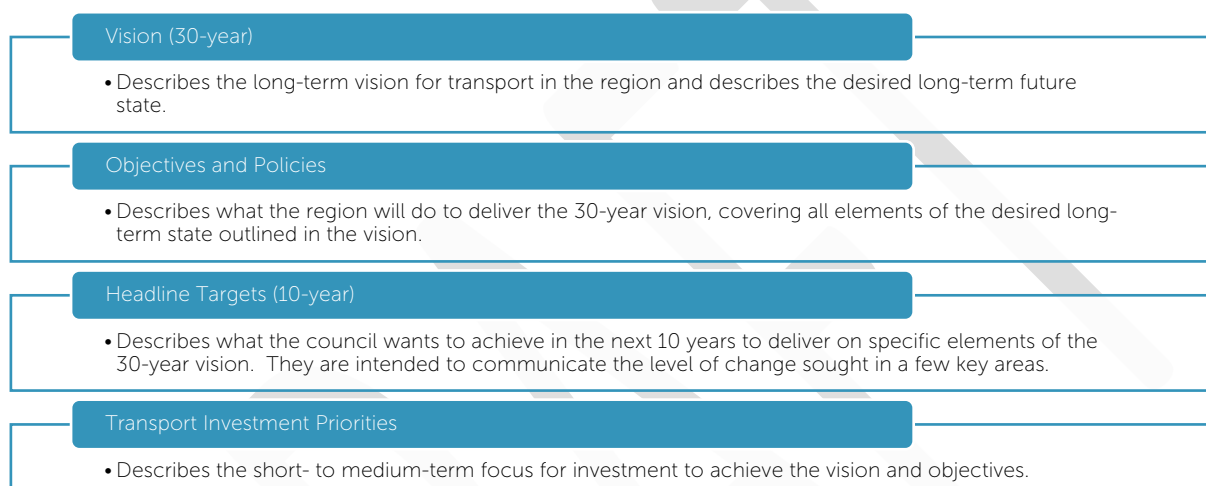 Vision (30-year)
• Describes the long-term vision for transport in the region and describes the desired long-term future
state.
Objectives and Policies
• Describes what the region will do to deliver the 30-year vision, covering all elements of the desired long-
term state outlined in the vision.
Headline Targets (10-year)
• Describes what the council wants to achieve in the next 10 years to deliver on specific elements of the
30-year vision.  They are intended to communicate the level of change sought in a few key areas.
Transport Investment Priorities
• Describes the short- to medium-term focus for investment to achieve the vision and objectives.